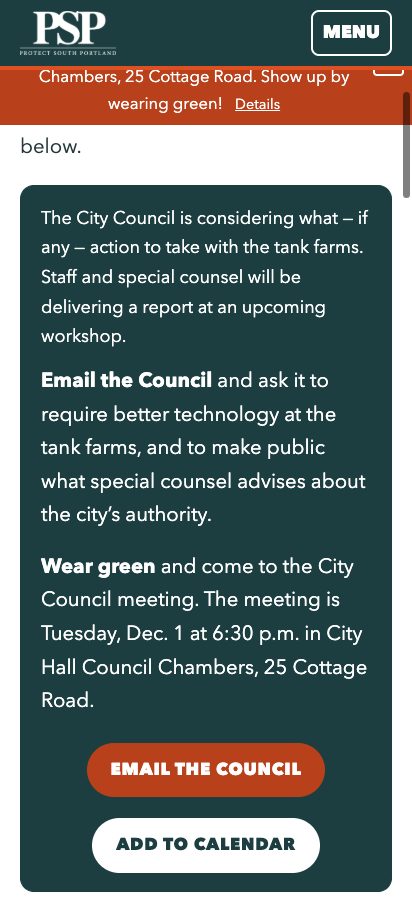 PSP
PROTECT SOUTH PORTLAND
MENU
Chambers, 25 Cottage Road. Show up by
wearing green! Details
below.
The City Council is considering what – if
any – action to take with the tank farms.
Staff and special counsel will be
delivering a report at an upcoming
workshop.
Email the Council and ask it to
require better technology at the
tank farms, and to make public
what special counsel advises about
the city’s authority.
Wear green and come to the City
Council meeting. The meeting is
Tuesday, Dec. 1 at 6:30 p.m. in City
Hall Council Chambers, 25 Cottage
Road.
EMAIL THE COUNCIL
ADD TO CALENDAR